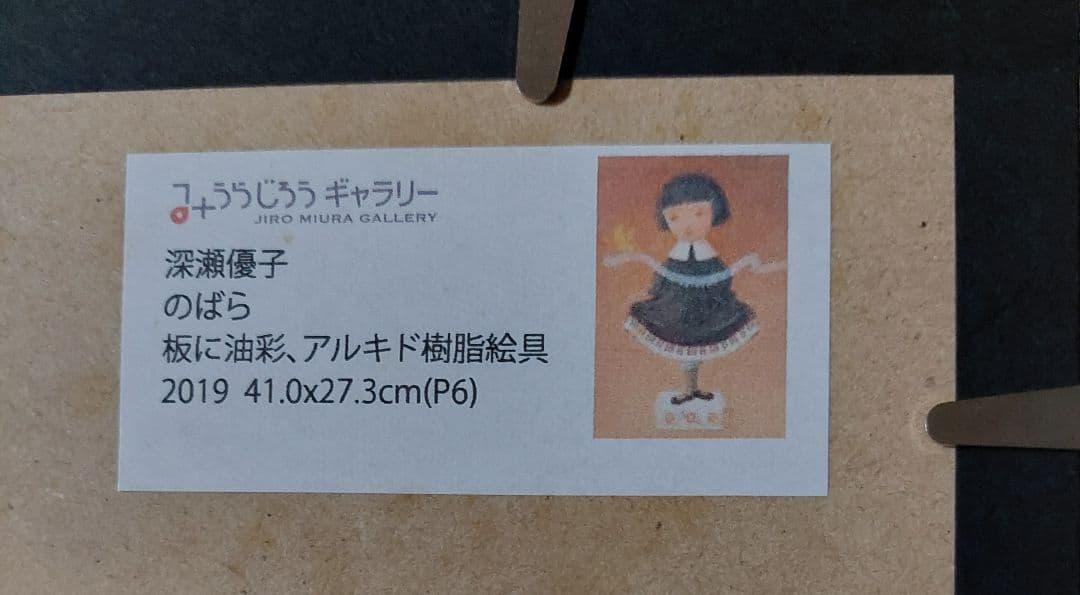 みうらじろうギャラリー
JIRO MIURA GALLERY
深瀬優子
のばら
板に油彩、アルキド樹脂絵具
2019 41.0x27.3cm(P6)